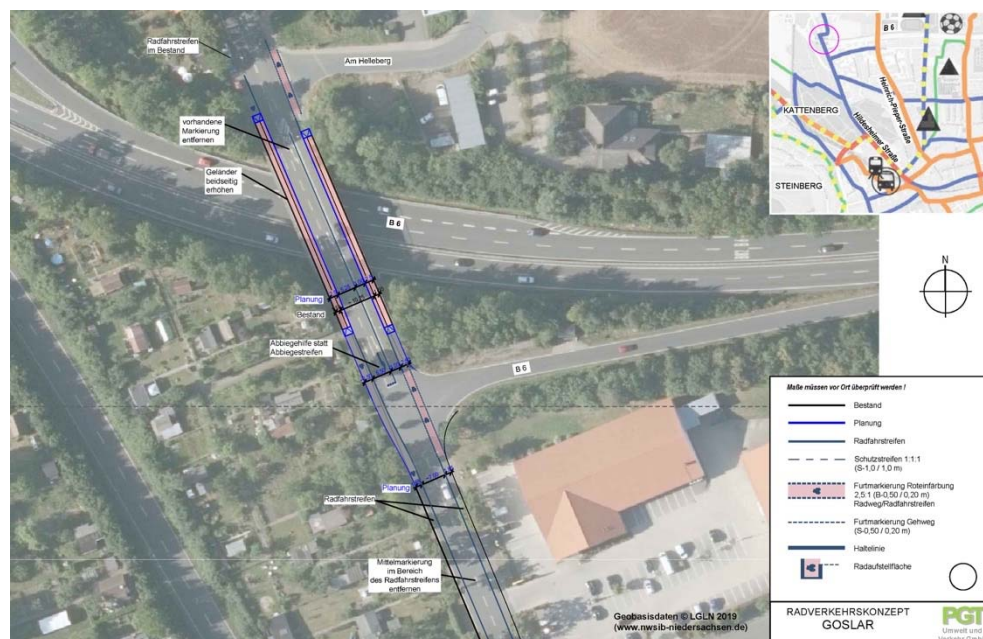 Radfahrstreifen
im Bestand
Am Helleberg
vorhandene
Markierung
entfernen
Geländer
beidseitig
erhöhen
B 6
Planung
Bestand
Abbiegehilfe statt
Abbiegestreifen
B 6
Planung
Radfahrstreifen
Mittelmarkierung
im Bereich
des Radfahrstreifens
entfernen
Geobasisdaten © LGLN 2019
(www.nwsib-niedersachsen.de)
B 6
Heinrich-Pieper-Straße
KATTENBERG
Hildesheimer Straße
STEINBERG
N
Maße müssen vor Ort überprüft werden !
Bestand
Planung
Radfahrstreifen
Schutzstreifen 1:1:1
(S-1,0 / 1,0 m)
Furtmarkierung Roteinfärbung
2,5:1 (B-0,50 / 0,20 m)
Radweg/Radfahrstreifen
Furtmarkierung Gehweg
(S-0,50 / 0,20 m)
Haltelinie
Radaufstellfläche
RADVERKEHRSKONZEPT
GOSLAR
PGT
Umwelt und
Verkehr GmbH